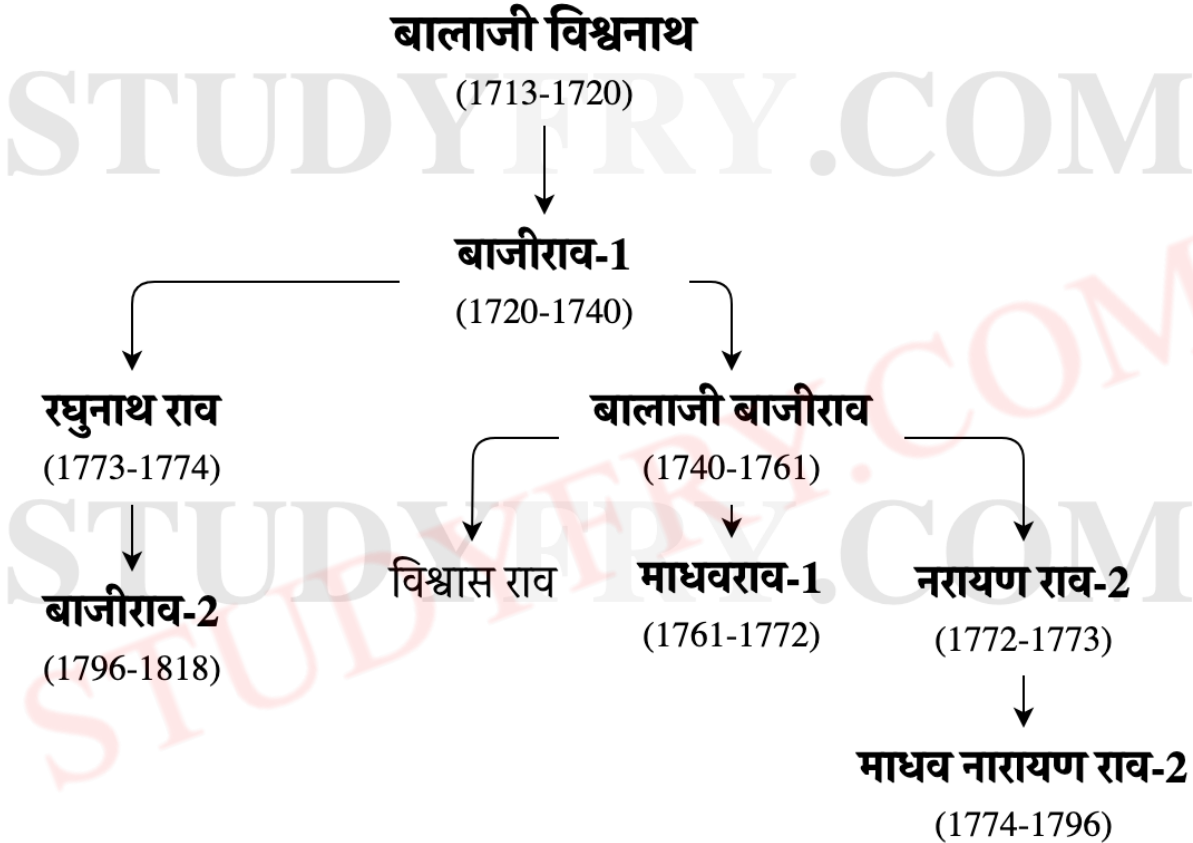 बालाजी विश्वनाथ
(1713-1720)
बाजीराव-1
(1720-1740)
रघुनाथ राव
(1773-1774)
बालाजी बाजीराव
(1740-1761)
बाजीराव-2
(1796-1818)
विश्वास राव
माधवराव-1
(1761-1772)
नरायण राव-2
(1772-1773)
माधव नारायण राव-2
(1774-1796)
STUDYFRY.COM
STUDYFRY.COM
STUDYFRY.COM